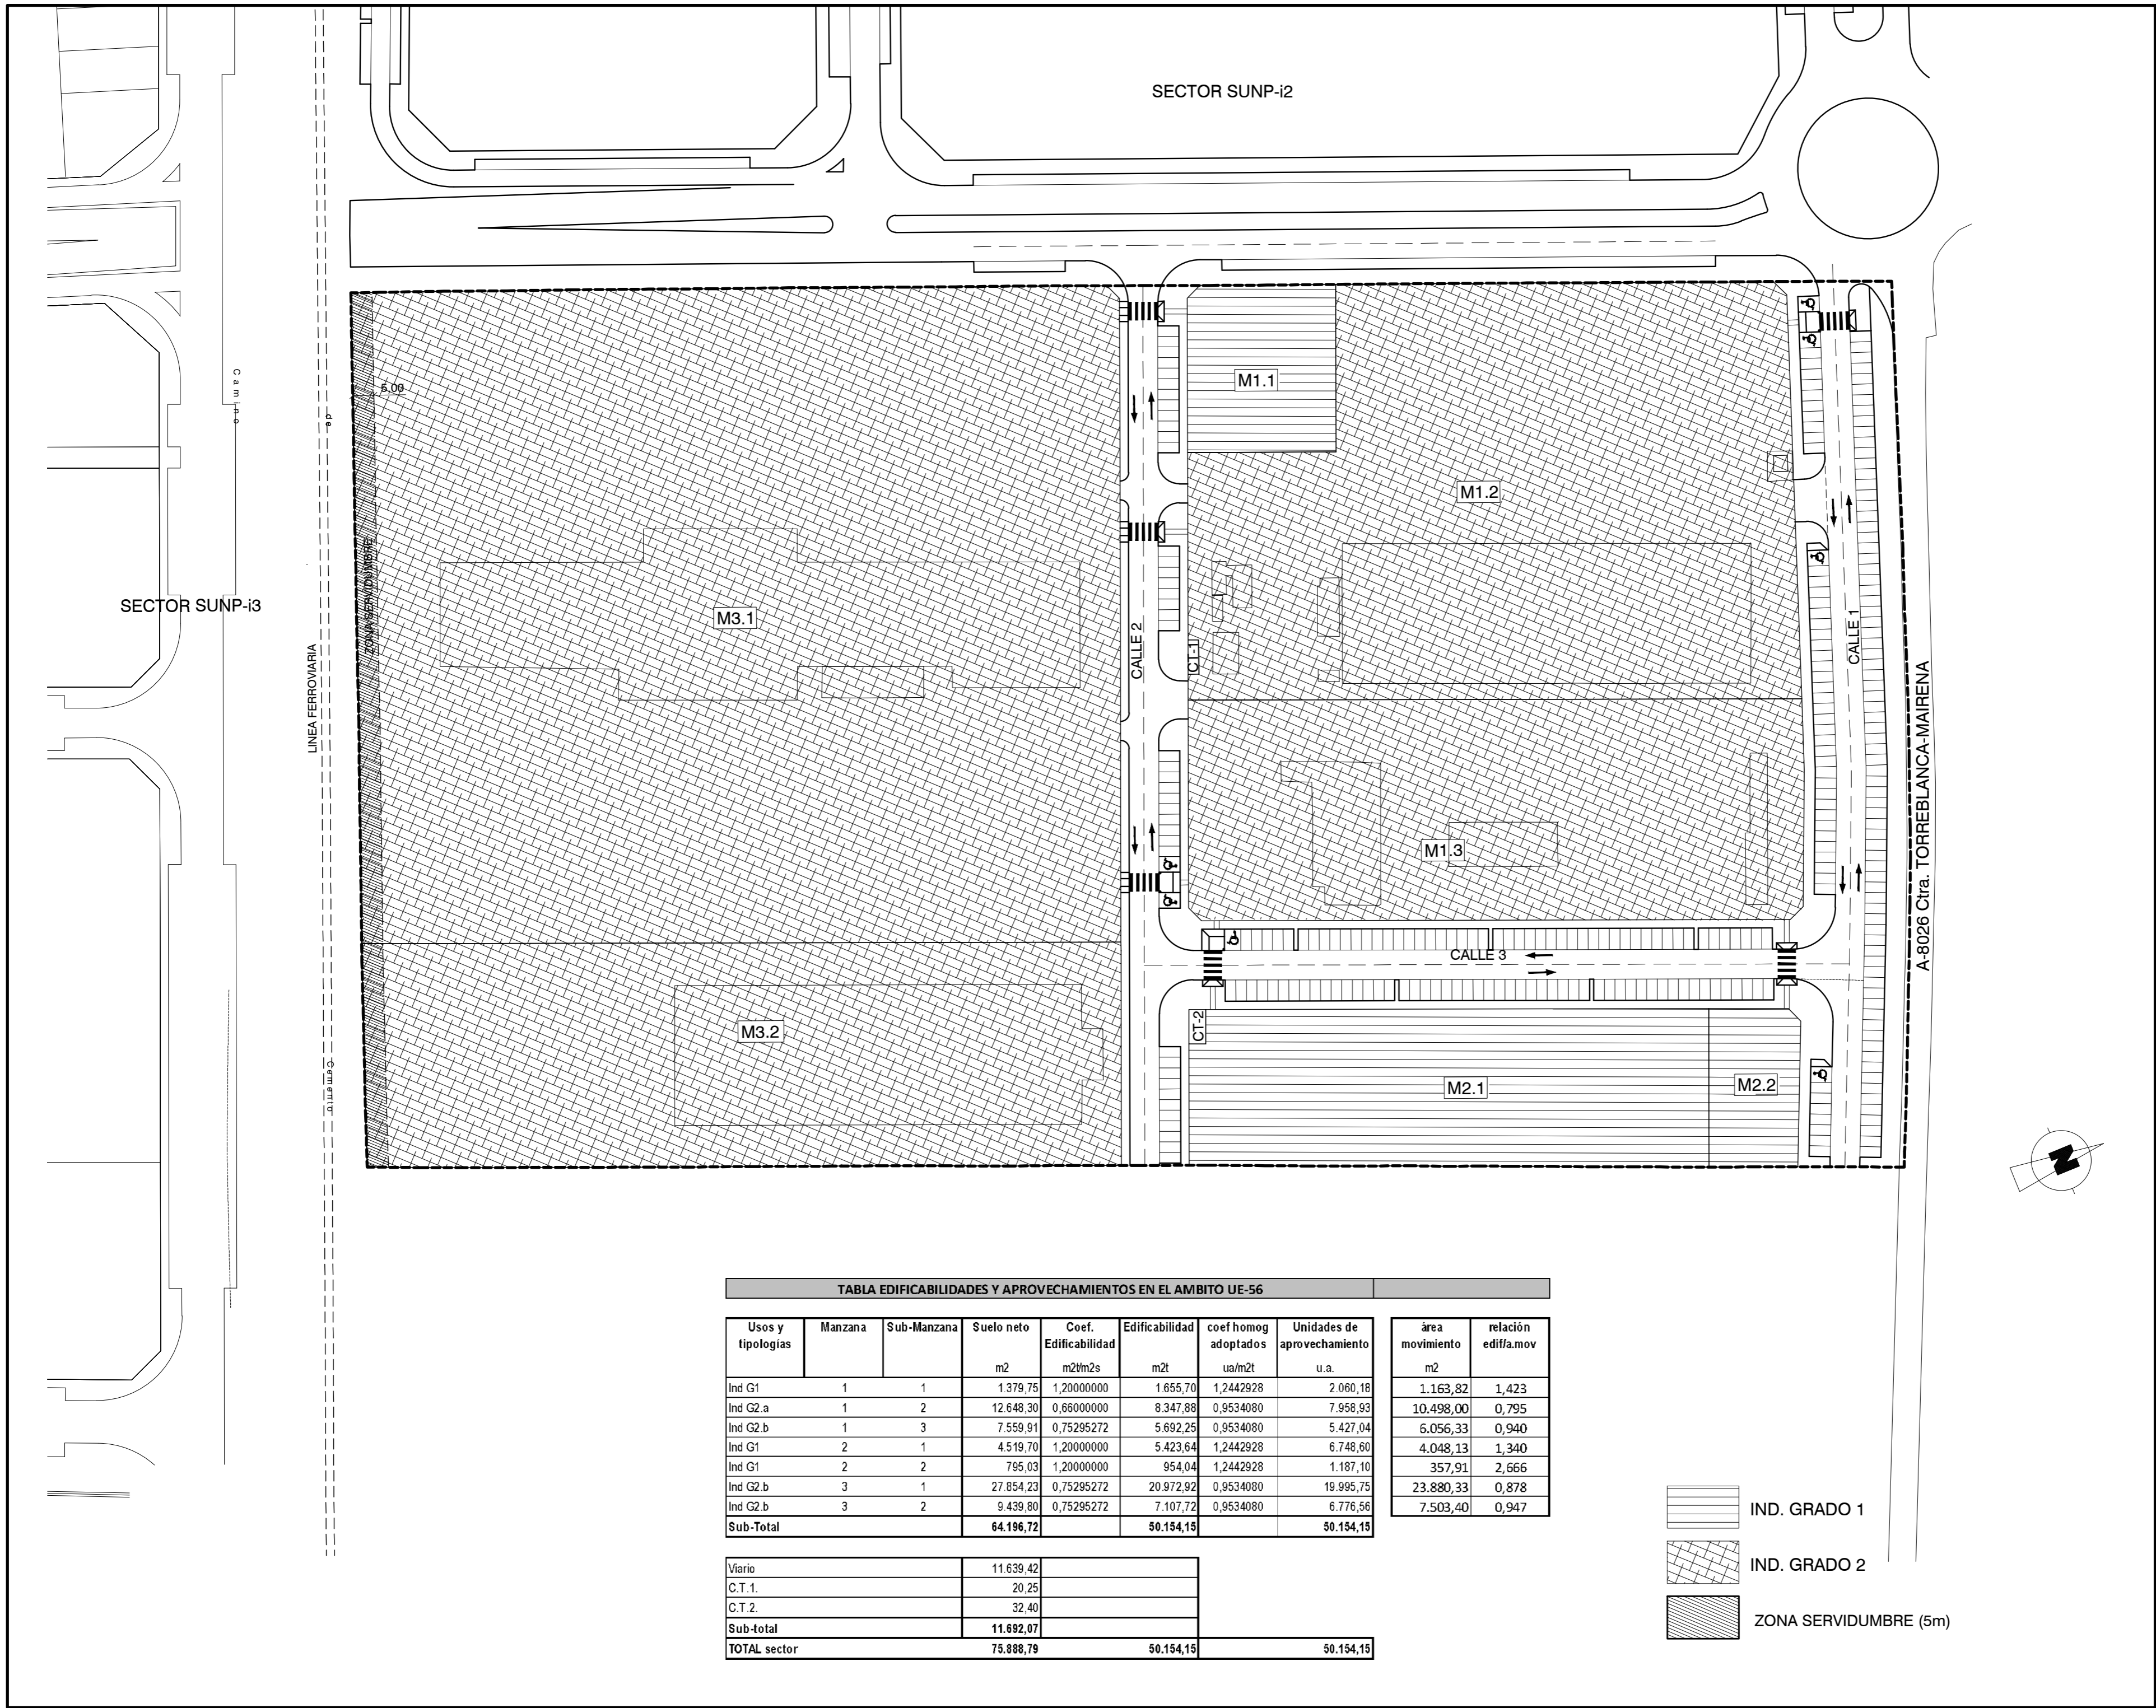 SECTOR SUNP-i2
Camino
de
5.00
M1.1
M1.2
ZONA SERVIDUMBRE
SECTOR SUNP-i3
M3.1
CALLE 2
CT-1
CALLE 1
LINEA FERROVIARIA
A-8026 Ctra. TORREBLANCA-MAIRENA
M1.3
CALLE 3
M3.2
CT-2
M2.1
M2.2
N
TABLA EDIFICABILIDADES Y APROVECHAMIENTOS EN EL AMBITO UE-56
Usos y tipologías Manzana Sub-Manzana Suelo neto Coef. Edificabilidad Edificabilidad coef homog adoptados Unidades de aprovechamiento área movimiento relación edif/a.mov
m2 m2t/m2s m2t ua/m2t u.a. m2
Ind G1 1 1 1.379,75 1,20000000 1.655,70 1,2442928 2.060,18 1.163,82 1,423
Ind G2.a 1 2 12.648,30 0,66000000 8.347,88 0,9534080 7.958,93 10.498,00 0,795
Ind G2.b 1 3 7.559,91 0,75295272 5.692,25 0,9534080 5.427,04 6.056,33 0,940
Ind G1 2 1 4.519,70 1,20000000 5.423,64 1,2442928 6.748,60 4.048,13 1,340
Ind G1 2 2 795,03 1,20000000 954,04 1,2442928 1.187,10 357,91 2,666
Ind G2.b 3 1 27.854,23 0,75295272 20.972,92 0,9534080 19.995,75 23.880,33 0,878
Ind G2.b 3 2 9.439,80 0,75295272 7.107,72 0,9534080 6.776,56 7.503,40 0,947
Sub-Total 64.196,72 50.154,15 50.154,15
Viario 11.639,42
C.T.1. 20,25
C.T.2. 32,40
Sub-total 11.692,07
TOTAL sector 75.888,79 50.154,15 50.154,15
IND. GRADO 1
IND. GRADO 2
ZONA SERVIDUMBRE (5m)